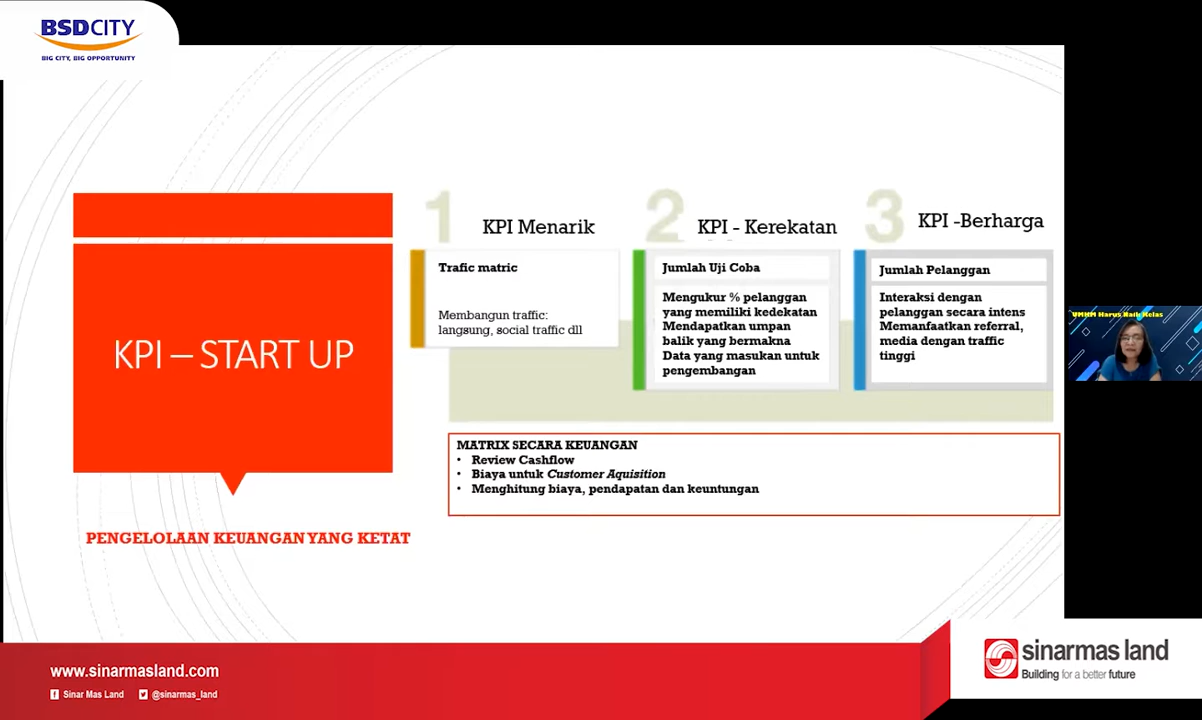 BSDCITY
BIG CITY, BIG OPPORTUNITY
KPI – START UP
PENGELOLAAN KEUANGAN YANG KETAT
1
KPI Menarik
Trafic matric
Membangun traffic:
langsung, social traffic dll
2
KPI - Kerekatan
Jumlah Uji Coba
Mengukur % pelanggan
yang memiliki kedekatan
Mendapatkan umpan
balik yang bermakna
Data yang masukan untuk
pengembangan
3
KPI -Berharga
Jumlah Pelanggan
Interaksi dengan
pelanggan secara intens
Memanfaatkan referral,
media dengan traffic
tinggi
MATRIX SECARA KEUANGAN
• Review Cashflow
• Biaya untuk Customer Aquisition
• Menghitung biaya, pendapatan dan keuntungan
UMKM Harus Naik Kelas
www.sinarmasland.com
Sinar Mas Land
@sinarmas_land
sinarmas land
Building for a better future